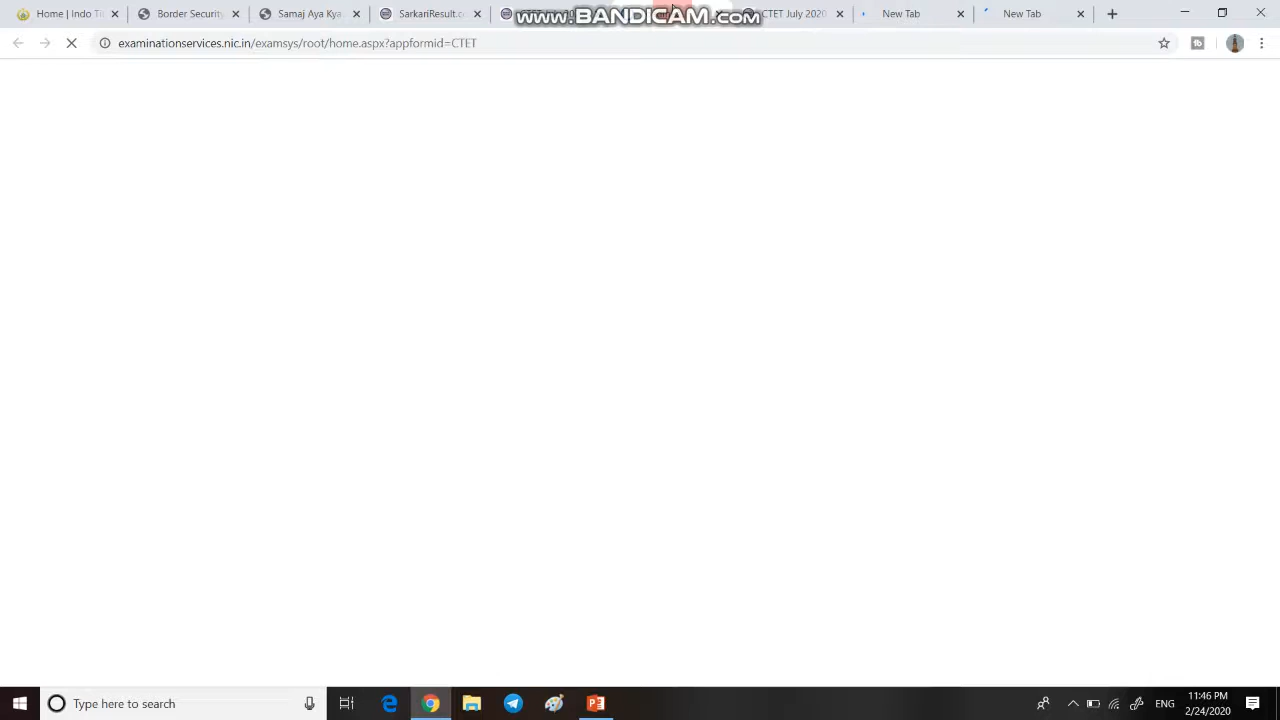 Home | Indo Ti
Border Security
Samaj Aya Kya
SarkariResult.c
CTET July 2020
New Tab
New Tab
www.BANDICAM.com
examinationservices.nic.in/examsys/root/home.aspx?appformid=CTET
Type here to search
ENG
11:46 PM
2/24/2020